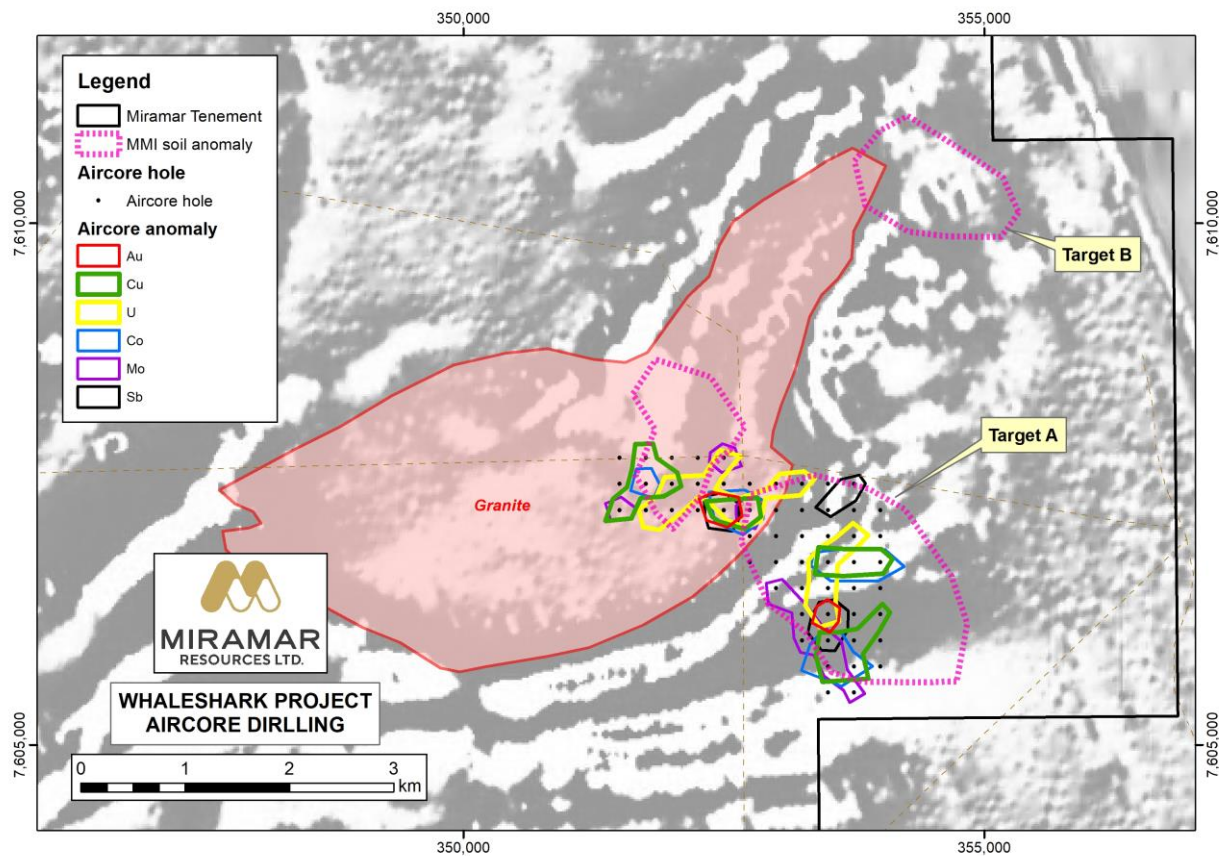 350,000
355,000
Legend
Miramar Tenement
MMI soil anomaly
Aircore hole
Aircore hole
Aircore anomaly
Au
Cu
U
Co
Mo
Sb
7,610,000
7,610,000
Target B
Target A
Granite
MIRAMAR
RESOURCES LTD.
WHALESHARK PROJECT
AIRCORE DIRLLING
7,605,000
7,605,000
0 1 2 3
km
350,000
355,000